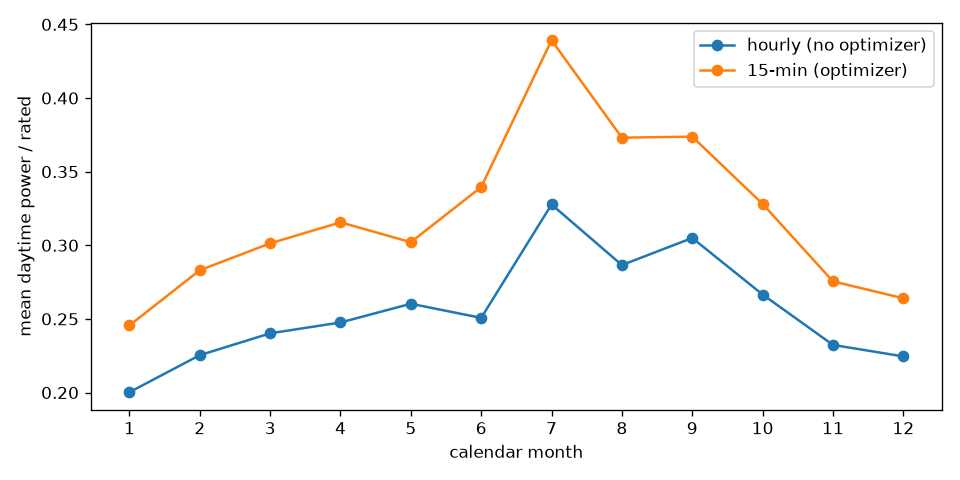 0.45
0.40
0.35
0.30
0.25
0.20
mean daytime power / rated
hourly (no optimizer)
15-min (optimizer)
1 2 3 4 5 6 7 8 9 10 11 12
calendar month